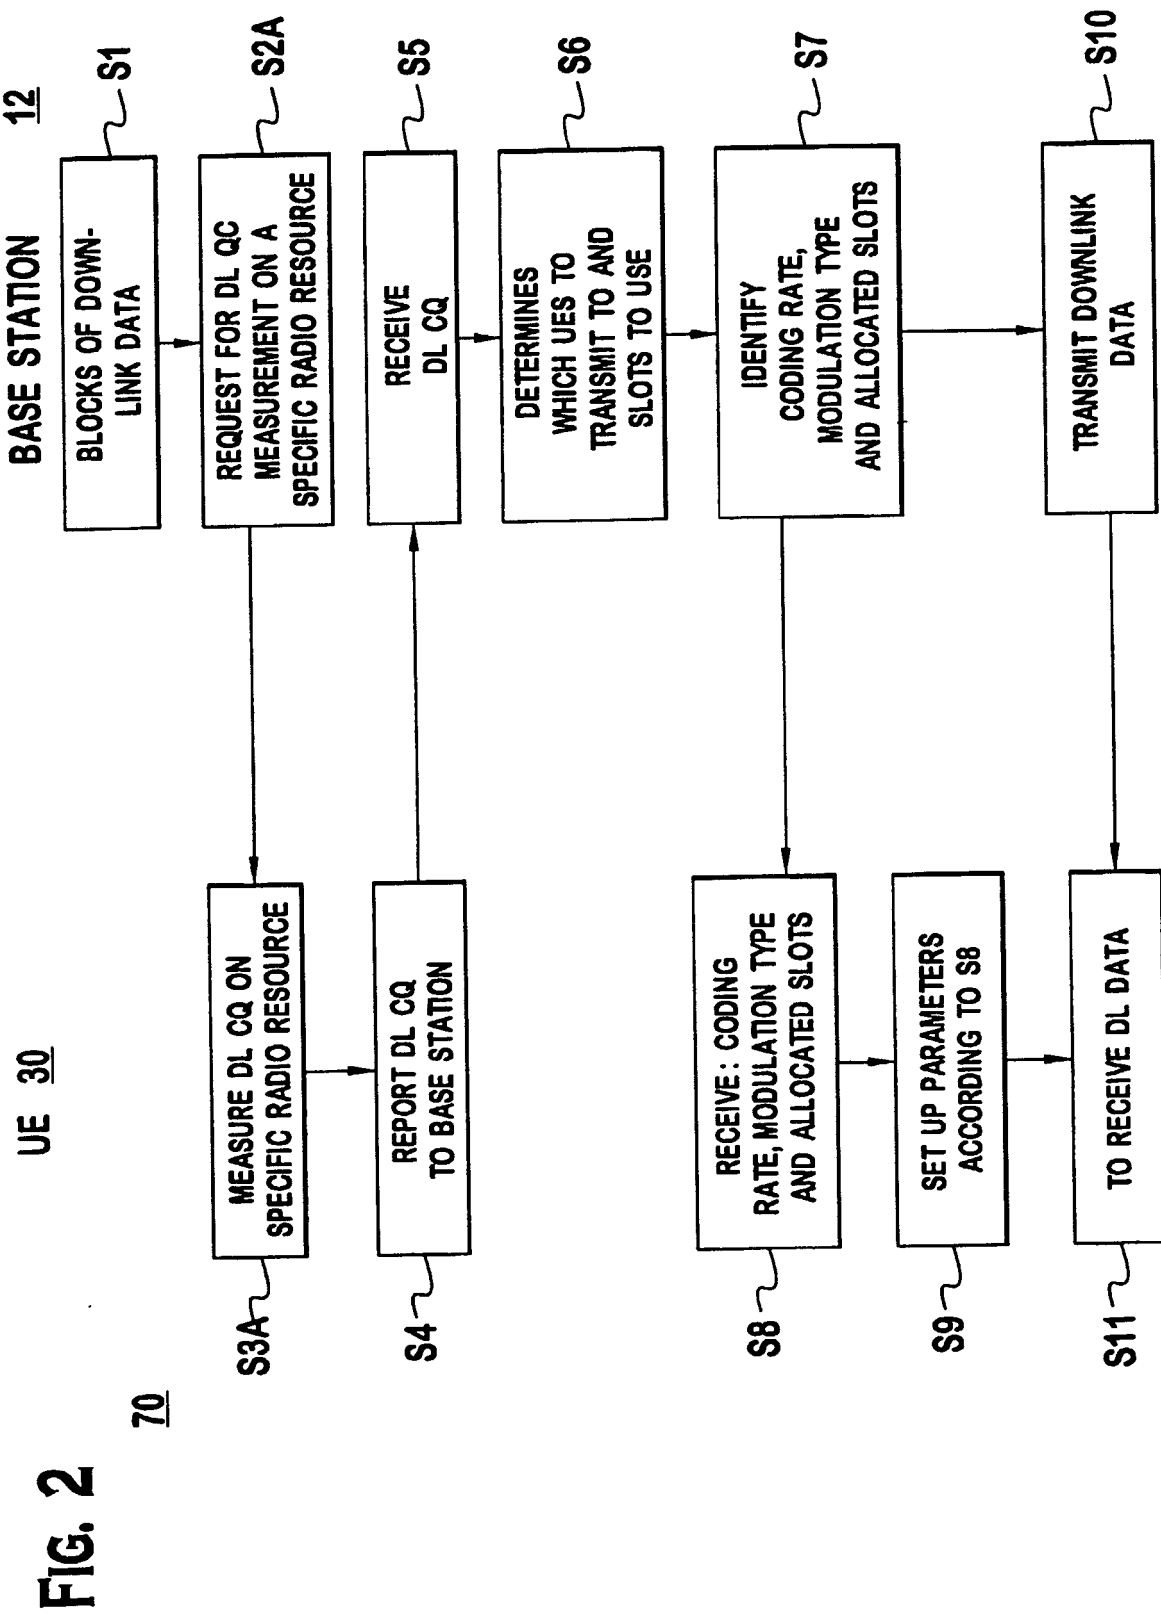 FIG. 2
70
UE 30
BASE STATION 12
BLOCKS OF DOWN-
LINK DATA
S1
REQUEST FOR DL QC
MEASUREMENT ON A
SPECIFIC RADIO RESOURCE
S2A
MEASURE DL CQ ON
SPECIFIC RADIO RESOURCE
S3A
REPORT DL CQ
TO BASE STATION
S4
RECEIVE
DL CQ
S5
DETERMINES
WHICH UES TO
TRANSMIT TO AND
SLOTS TO USE
S6
IDENTIFY
CODING RATE,
MODULATION TYPE
AND ALLOCATED SLOTS
S7
RECEIVE: CODING
RATE, MODULATION TYPE
AND ALLOCATED SLOTS
S8
SET UP PARAMETERS
ACCORDING TO S8
S9
TRANSMIT DOWNLINK
DATA
S10
TO RECEIVE DL DATA
S11